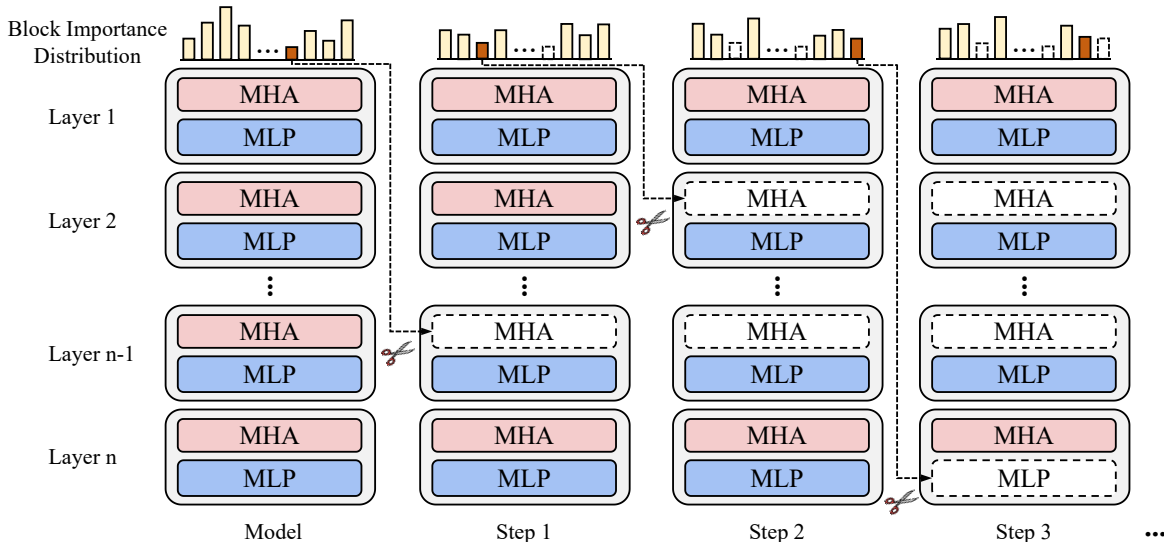 Block Importance
Distribution
...
...
...
...
Layer 1
MHA
MHA
MHA
MHA
MLP
MLP
MLP
MLP
Layer 2
MHA
MHA
MHA
MHA
MLP
MLP
MLP
MLP
Layer n-1
MHA
MHA
MHA
MHA
MLP
MLP
MLP
MLP
Layer n
MHA
MHA
MHA
MHA
MLP
MLP
MLP
MLP
Model
Step 1
Step 2
Step 3
...